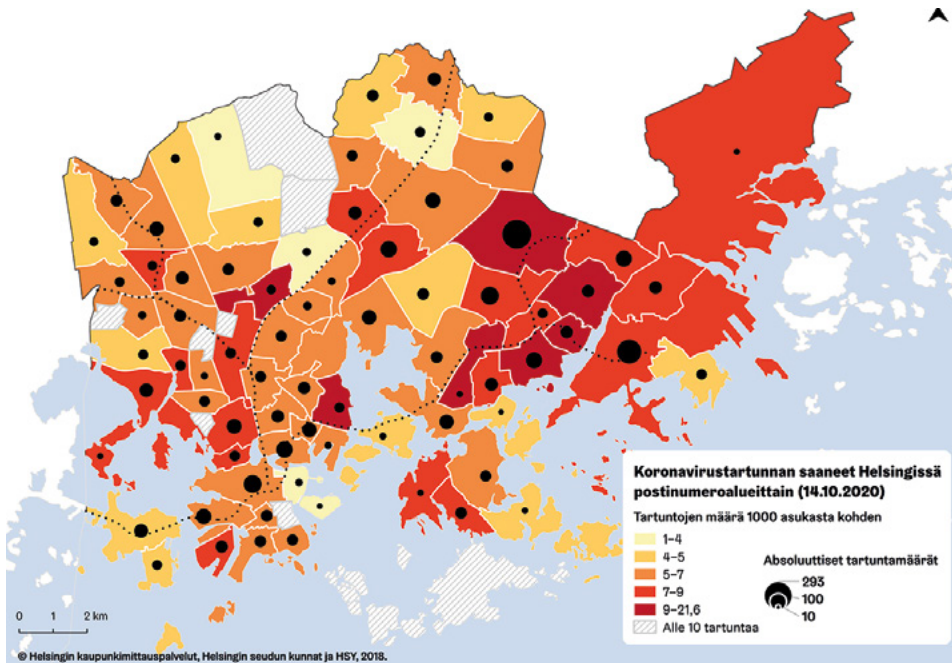 Koronavirustartunnan saaneet Helsingissä
postinumeroalueittain (14.10.2020)
Tartuntojen määrä 1000 asukasta kohden
1–4
4–5
5–7
7–9
9–21,6
Alle 10 tartuntaa
Absoluuttiset tartuntamäärät
293
100
10
0 1 2 km
© Helsingin kaupunkimittauspalvelut, Helsingin seudun kunnat ja HSY, 2018.